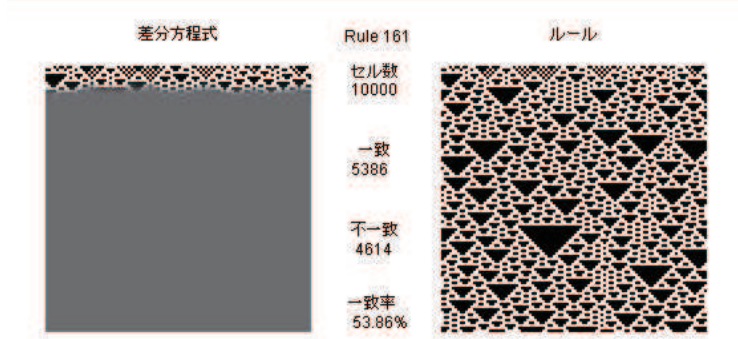 差分方程式
Rule 161
ルール
セル数
10000
一致
5386
不一致
4614
一致率
53.86%